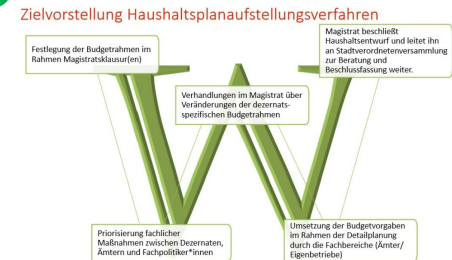 Zielvorstellung Haushaltsplanaufstellungsverfahren
Festlegung der Budgetrahmen im
Rahmen Magistratsklausur(en)
Magistrat beschließt
Haushaltsentwurf und leitet ihn
an Stadtverordnetenversammlung
zur Beratung und
Beschlussfassung weiter.
Verhandlungen im Magistrat über
Veränderungen der dezernats-
spezifischen Budgetrahmen
Priorisierung fachlicher
Maßnahmen zwischen Dezernaten,
Ämtern und Fachpolitiker*innen
Umsetzung der Budgetvorgaben
im Rahmen der Detailplanung
durch die Fachbereiche (Ämter/
Eigenbetriebe)